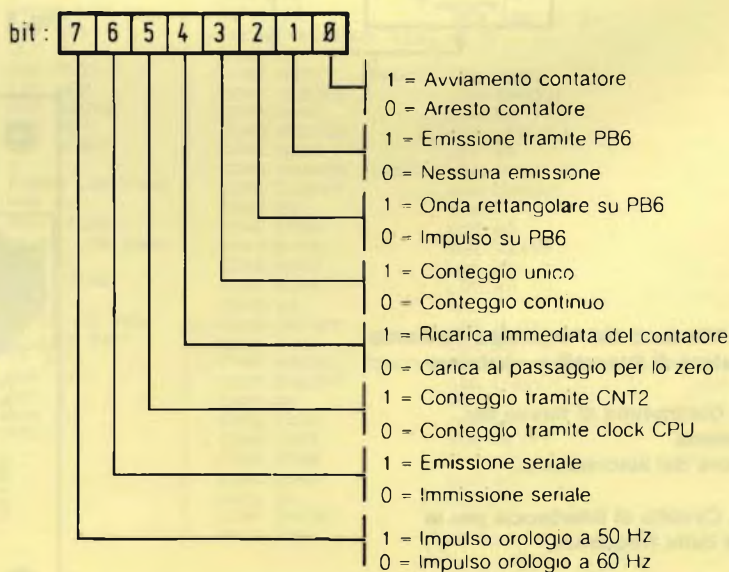 bit : 7 6 5 4 3 2 1 0
1 = Avviamento contatore
0 = Arresto contatore
1 = Emissione tramite PB6
0 = Nessuna emissione
1 = Onda rettangolare su PB6
0 = Impulso su PB6
1 = Conteggio unico
0 = Conteggio continuo
1 = Ricarica immediata del contatore
0 = Carica al passaggio per lo zero
1 = Conteggio tramite CNT2
0 = Conteggio tramite clock CPU
1 = Emissione seriale
0 = Immissione seriale
1 = Impulso orologio a 50 Hz
0 = Impulso orologio a 60 Hz